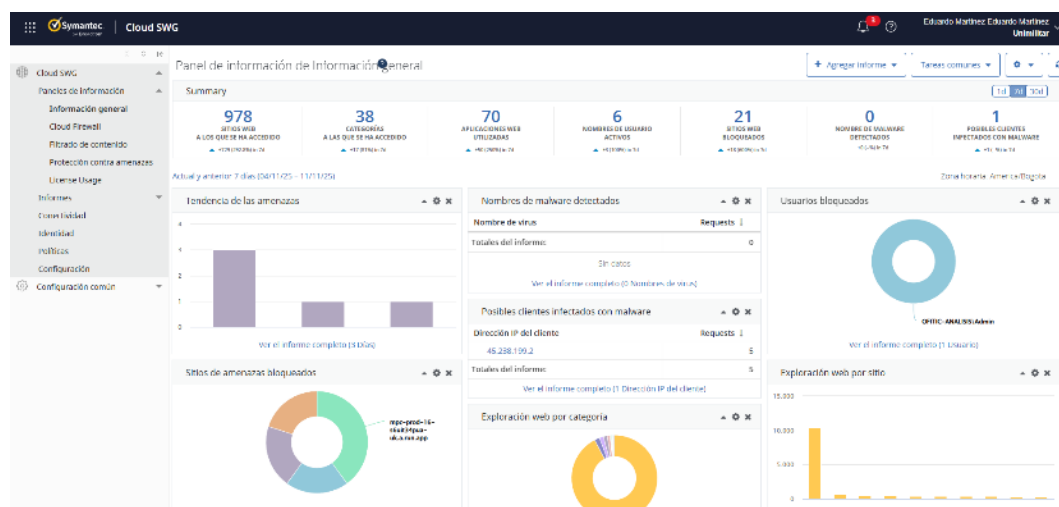 Symantec
Cloud SWG
3
Eduardo Martinez Eduardo Martinez
Unimilitar
Cloud SWG
Paneles de información
Información general
Cloud Firewall
Filtrado de contenido
Protección contra amenazas
License Usage
Informes
Conectividad
Identidad
Políticas
Configuración
Configuración común
Panel de información de Información general
Agregar Informe
Tareas comunes
Summary
1d 7d 30d
978
SITIOS WEB
A LOS QUE SE HA ACCEDIDO
38
CATEGORÍAS
A LAS QUE SE HA ACCEDIDO
70
APLICACIONES WEB
UTILIZADAS
6
NOMBRES DE USUARIO
ACTIVOS
21
SITIOS WEB
BLOQUEADOS
0
NOMBRE DE MALWARE
DETECTADOS
1
POSIBLES CLIENTES
INFECTADOS CON MALWARE
Actual y anterior 7 días (04/11/25 - 11/11/25)
Zona horaria: America/Bogota
Tendencia de las amenazas
4
4
2
1
0
Ver el informe completo (3 Días)
Nombres de malware detectados
Nombre de virus Requests
Totales del informe: 0
Sin datos
Ver el informe completo (0 Nombres de virus)
Posibles clientes infectados con malware
Dirección IP del cliente Requests
45.238.199.2 5
Totales del informe: 5
Ver el informe completo (1 Dirección IP del cliente)
Usuarios bloqueados
OFITIC-ANALISIS\Admin
Ver el informe completo (1 Usuario)
Sitios de amenazas bloqueados
Exploración web por categoría
Exploración web por sitio
15.000
10.000
5.000
0